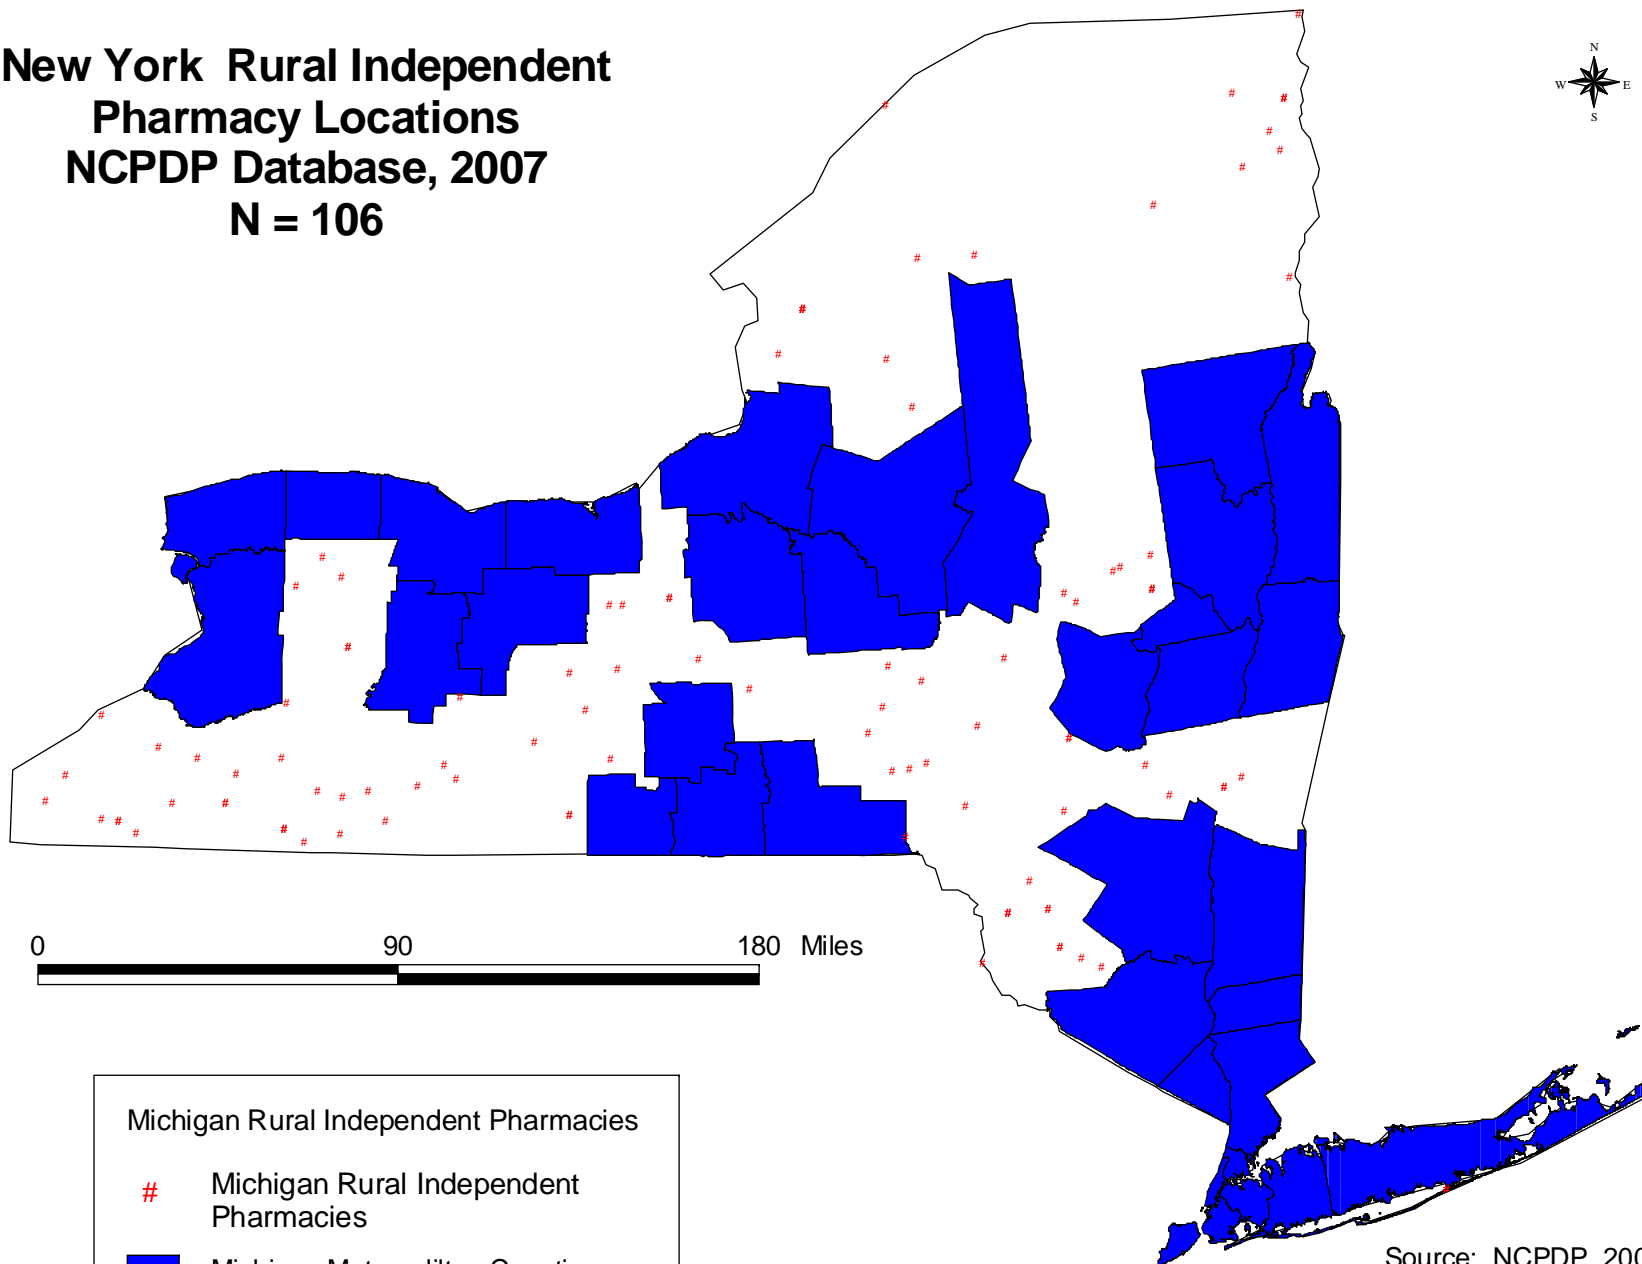 New York Rural Independent
Pharmacy Locations
NCPDP Database, 2007
N = 106
N
W E
S
0 90 180 Miles
Michigan Rural Independent Pharmacies
# Michigan Rural Independent
Pharmacies
Source: NCPDP